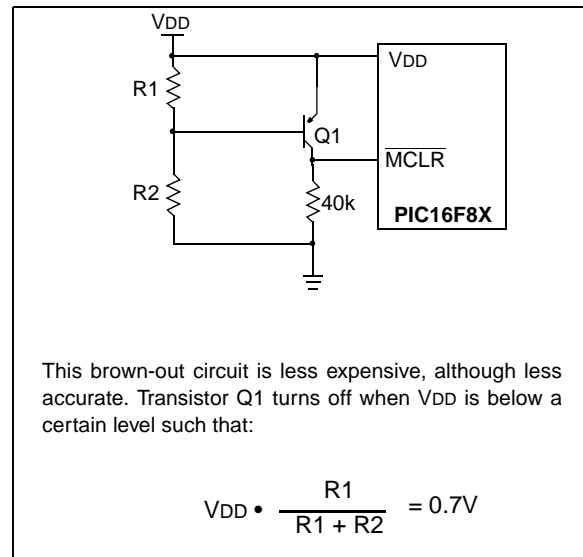 VDD
VDD
R1
Q1
MCLR
R2
40k
PIC16F8X
This brown-out circuit is less expensive, although less
accurate. Transistor Q1 turns off when VDD is below a
certain level such that:
VDD • R1 / R1 + R2 = 0.7V